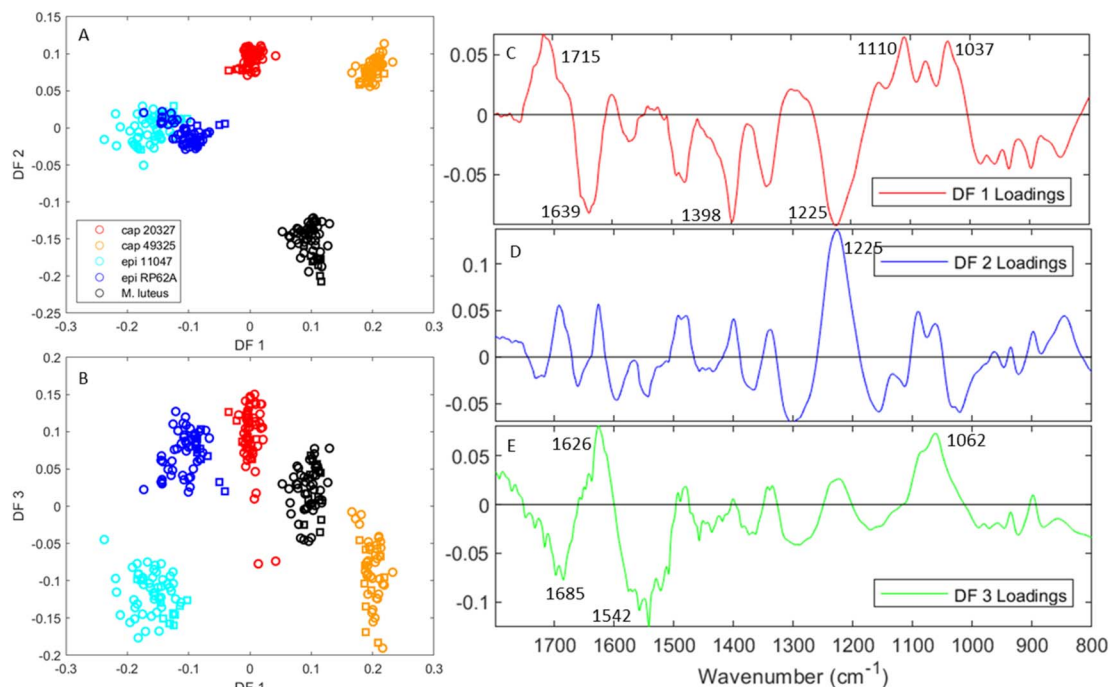 A
0.15
0.1
0.05
0
-0.05
-0.1
-0.15
-0.2
-0.25
DF 2
cap 20327
cap 49325
epi 11047
epi RP62A
M. luteus
-0.3 -0.2 -0.1 0 0.1 0.2 0.3
DF 1
B
0.2
0.15
0.1
0.05
0
-0.05
-0.1
-0.15
-0.2
DF 3
-0.3 -0.2 -0.1 0 0.1 0.2 0.3
DF 1
C
0.05
0
-0.05
1715
1110
1037
1639
1398
1225
DF 1 Loadings
D
0.1
0.05
0
-0.05
1225
DF 2 Loadings
E
0.05
0
-0.05
-0.1
1626
1062
1685
1542
DF 3 Loadings
1700 1600 1500 1400 1300 1200 1100 1000 900 800
Wavenumber (cm⁻¹)